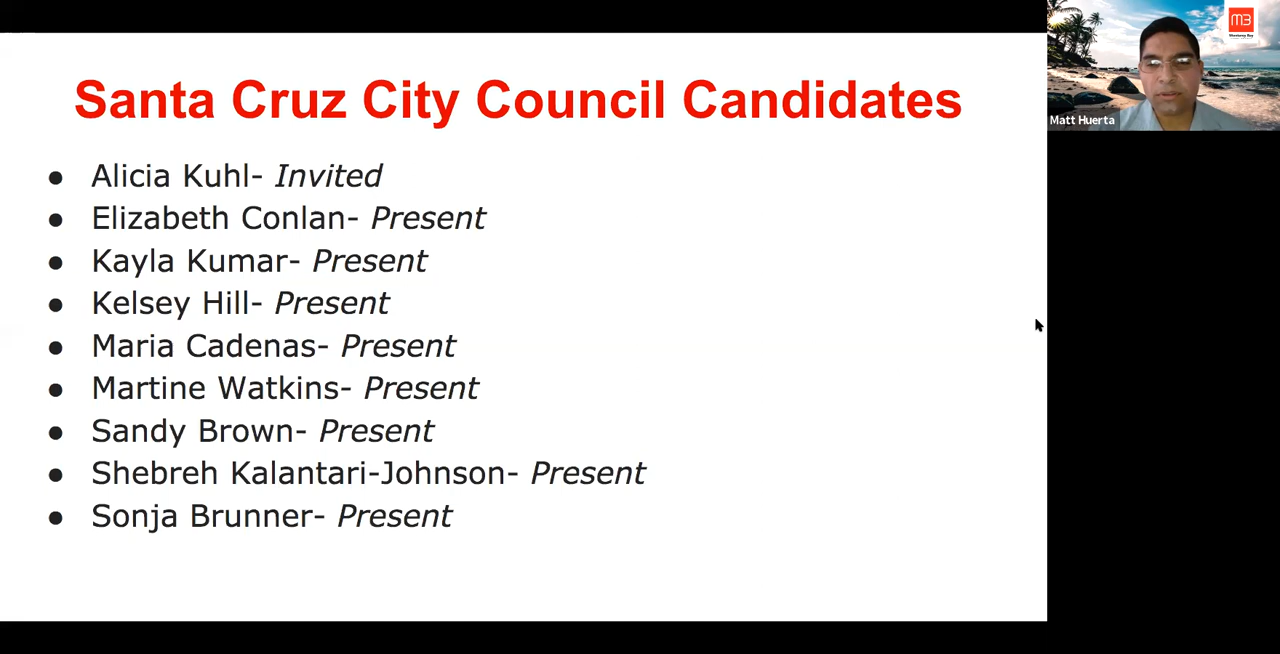 Santa Cruz City Council Candidates
● Alicia Kuhl- Invited
● Elizabeth Conlan- Present
● Kayla Kumar- Present
● Kelsey Hill- Present
● Maria Cadenas- Present
● Martine Watkins- Present
● Sandy Brown- Present
● Shebreh Kalantari-Johnson- Present
● Sonja Brunner- Present
Matt Huerta